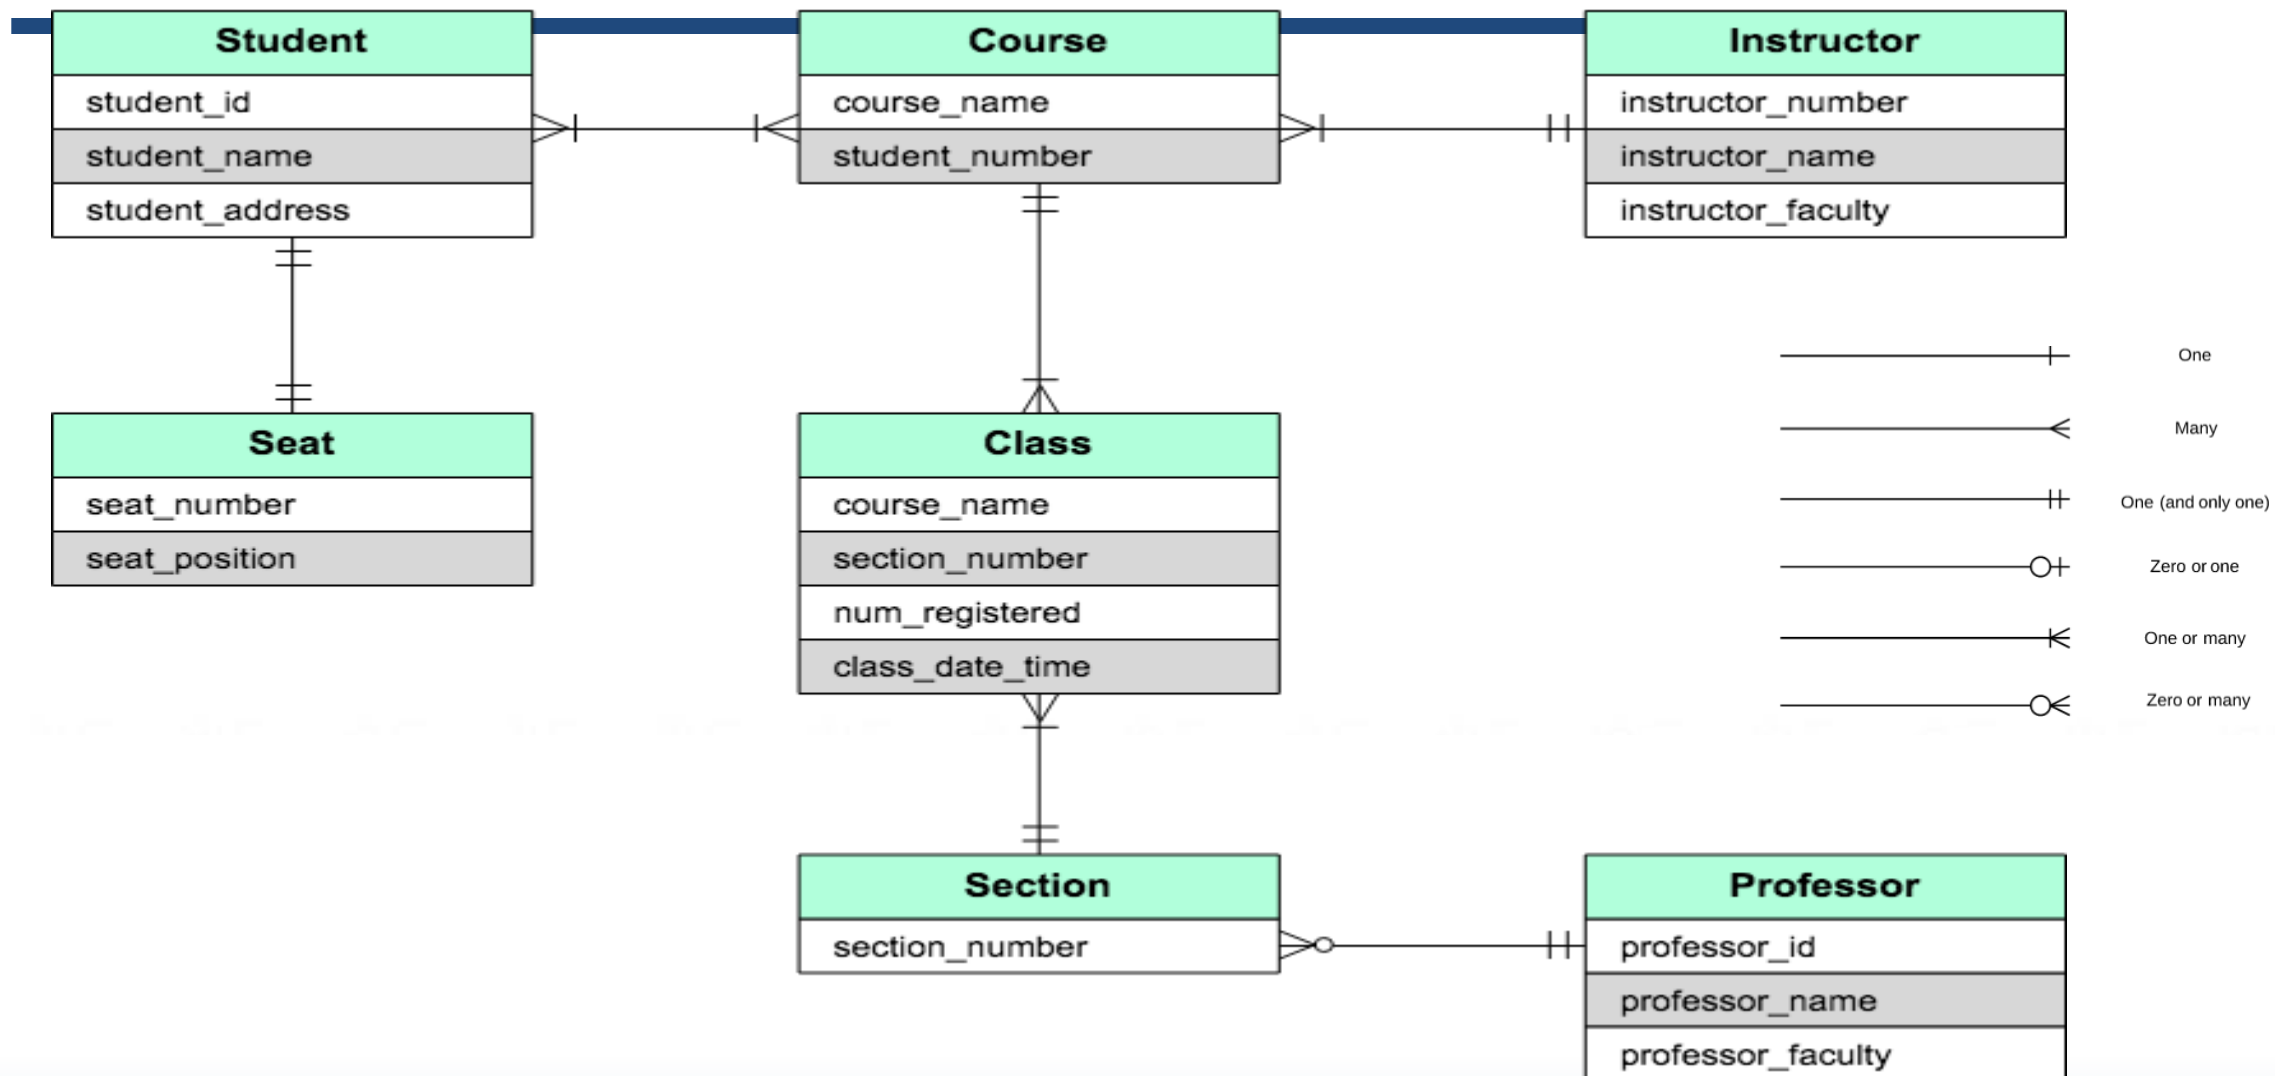 Student
student_id
student_name
student_address
Course
course_name
student_number
Instructor
instructor_number
instructor_name
instructor_faculty
Seat
seat_number
seat_position
Class
course_name
section_number
num_registered
class_date_time
One
Many
One (and only one)
Zero or one
One or many
Zero or many
Section
section_number
Professor
professor_id
professor_name
professor_faculty